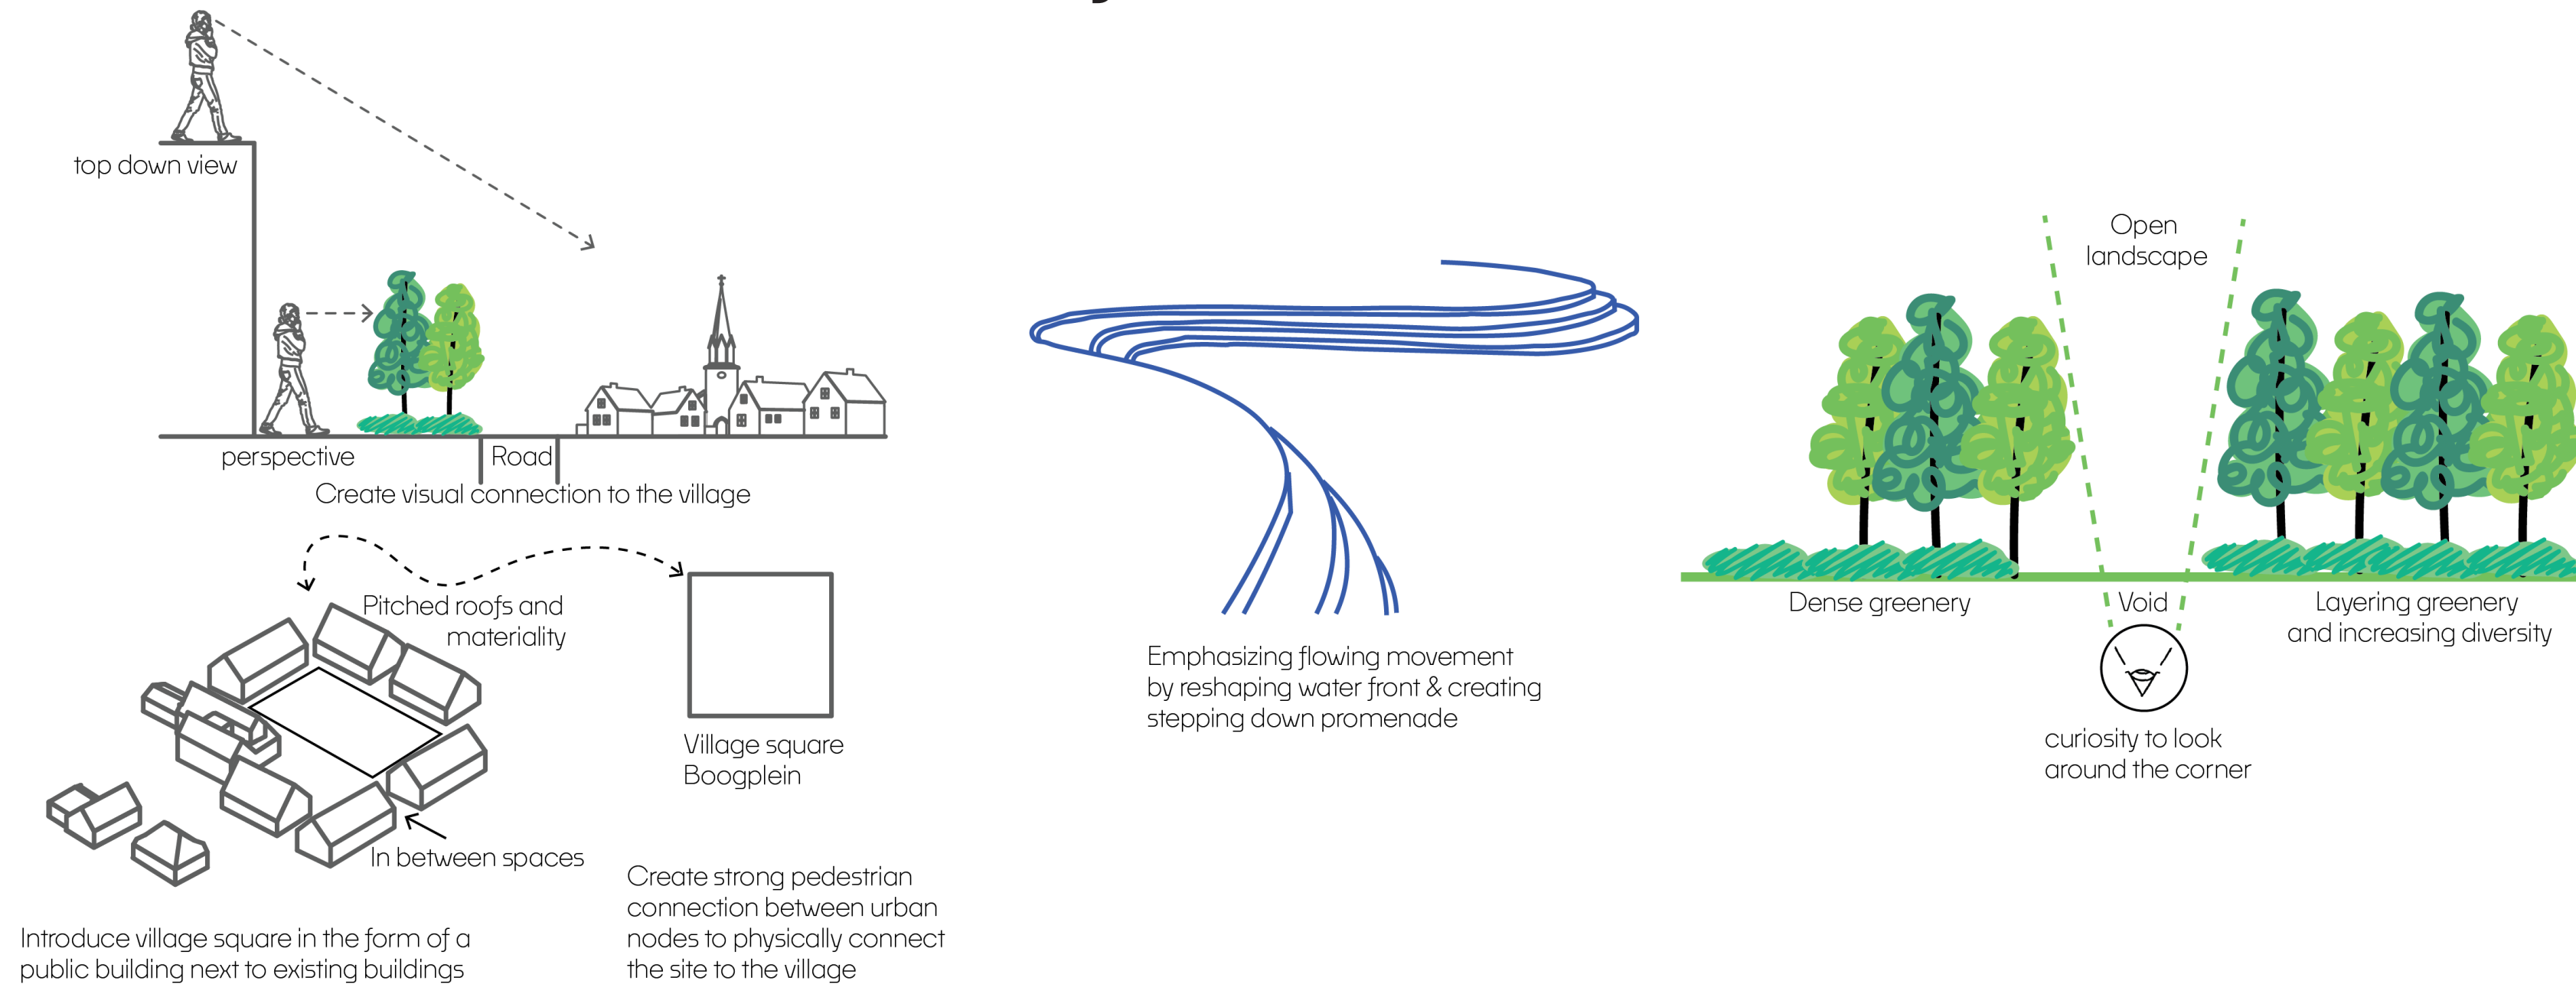 top down view
perspective
Road
Create visual connection to the village
Pitched roofs and
materiality
Village square
Boogplein
In between spaces
Introduce village square in the form of a
public building next to existing buildings
Create strong pedestrian
connection between urban
nodes to physically connect
the site to the village
Emphasizing flowing movement
by reshaping water front & creating
stepping down promenade
Open
landscape
Dense greenery
Void
Layering greenery
and increasing diversity
curiosity to look
around the corner